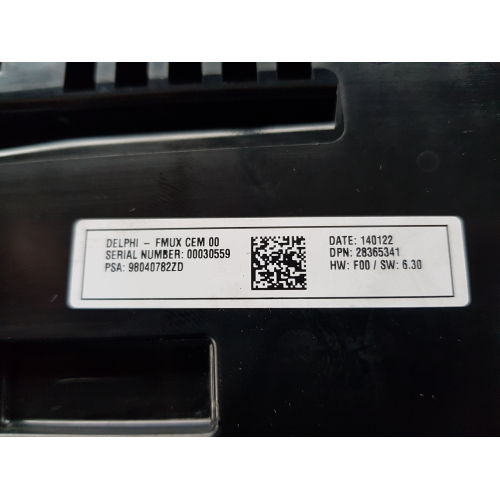 DELPHI - FMUX CEM 00
SERIAL NUMBER: 00030559
PSA: 98040782ZD
DATE: 140122
DPN: 28365341
HW: F00 / SW: 6.30